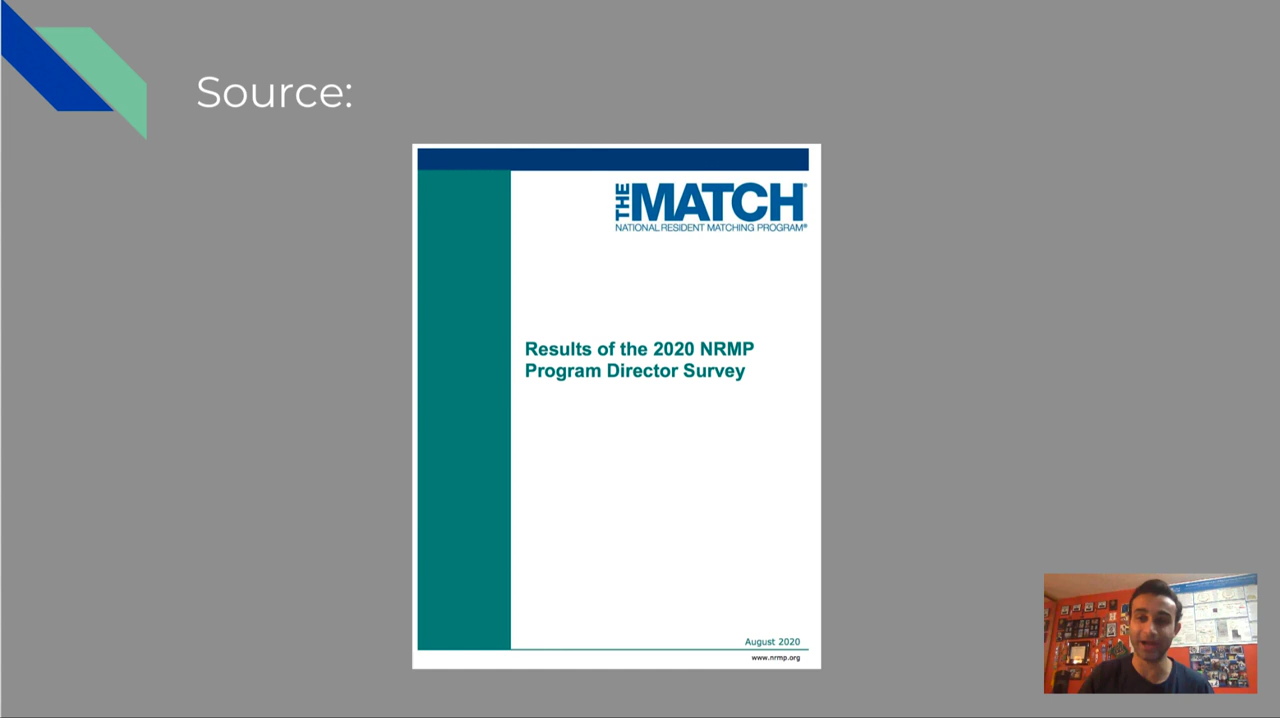 Source:
THE MATCH®
NATIONAL RESIDENT MATCHING PROGRAM®
Results of the 2020 NRMP
Program Director Survey
August 2020
www.nrmp.org